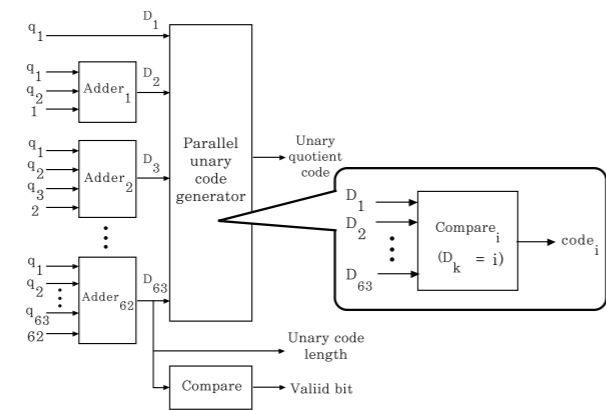 q1
D1
q1
q2
1
Adder1
D2
q1
q2
q3
2
Adder2
D3
q1
q2
q63
62
Adder62
D63
Parallel
unary
code
generator
Unary
quotient
code
D1
D2
D63
Comparei
(Dk = i)
codei
Unary code
length
Compare
Valiid bit